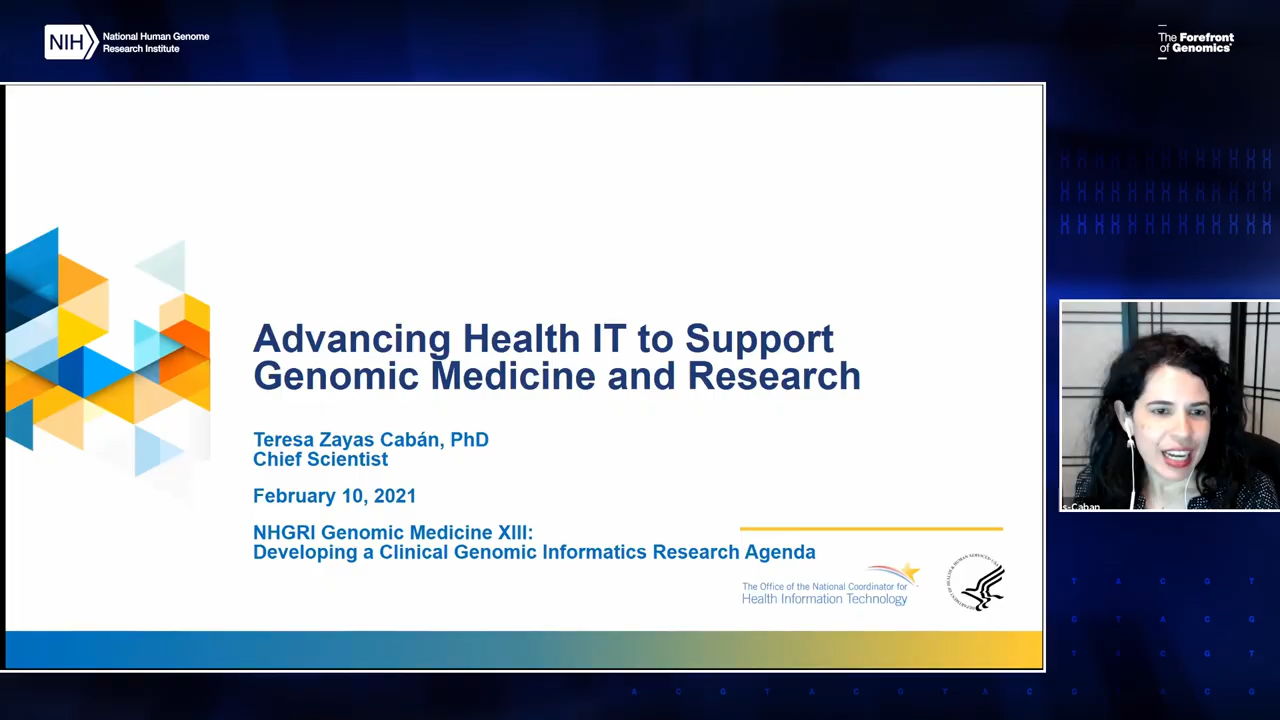 NIH
National Human Genome
Research Institute
The Forefront
of Genomics®
Advancing Health IT to Support
Genomic Medicine and Research
Teresa Zayas Cabán, PhD
Chief Scientist
February 10, 2021
NHGRI Genomic Medicine XIII:
Developing a Clinical Genomic Informatics Research Agenda
The Office of the National Coordinator for
Health Information Technology
s-Caban
T A C G T
G T A C G
T A C G T
A C G T A C G T A C G T A C G